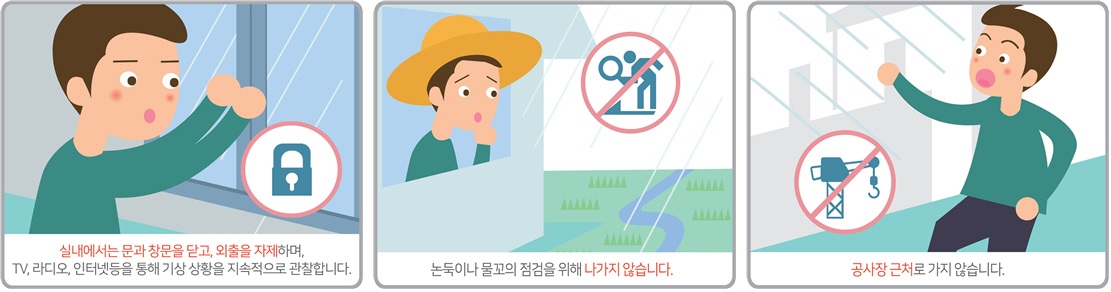 실내에서는 문과 창문을 닫고, 외출을 자제하며,
TV, 라디오, 인터넷등을 통해 기상 상황을 지속적으로 관찰합니다.
논둑이나 물꼬의 점검을 위해 나가지 않습니다.
공사장 근처로 가지 않습니다.